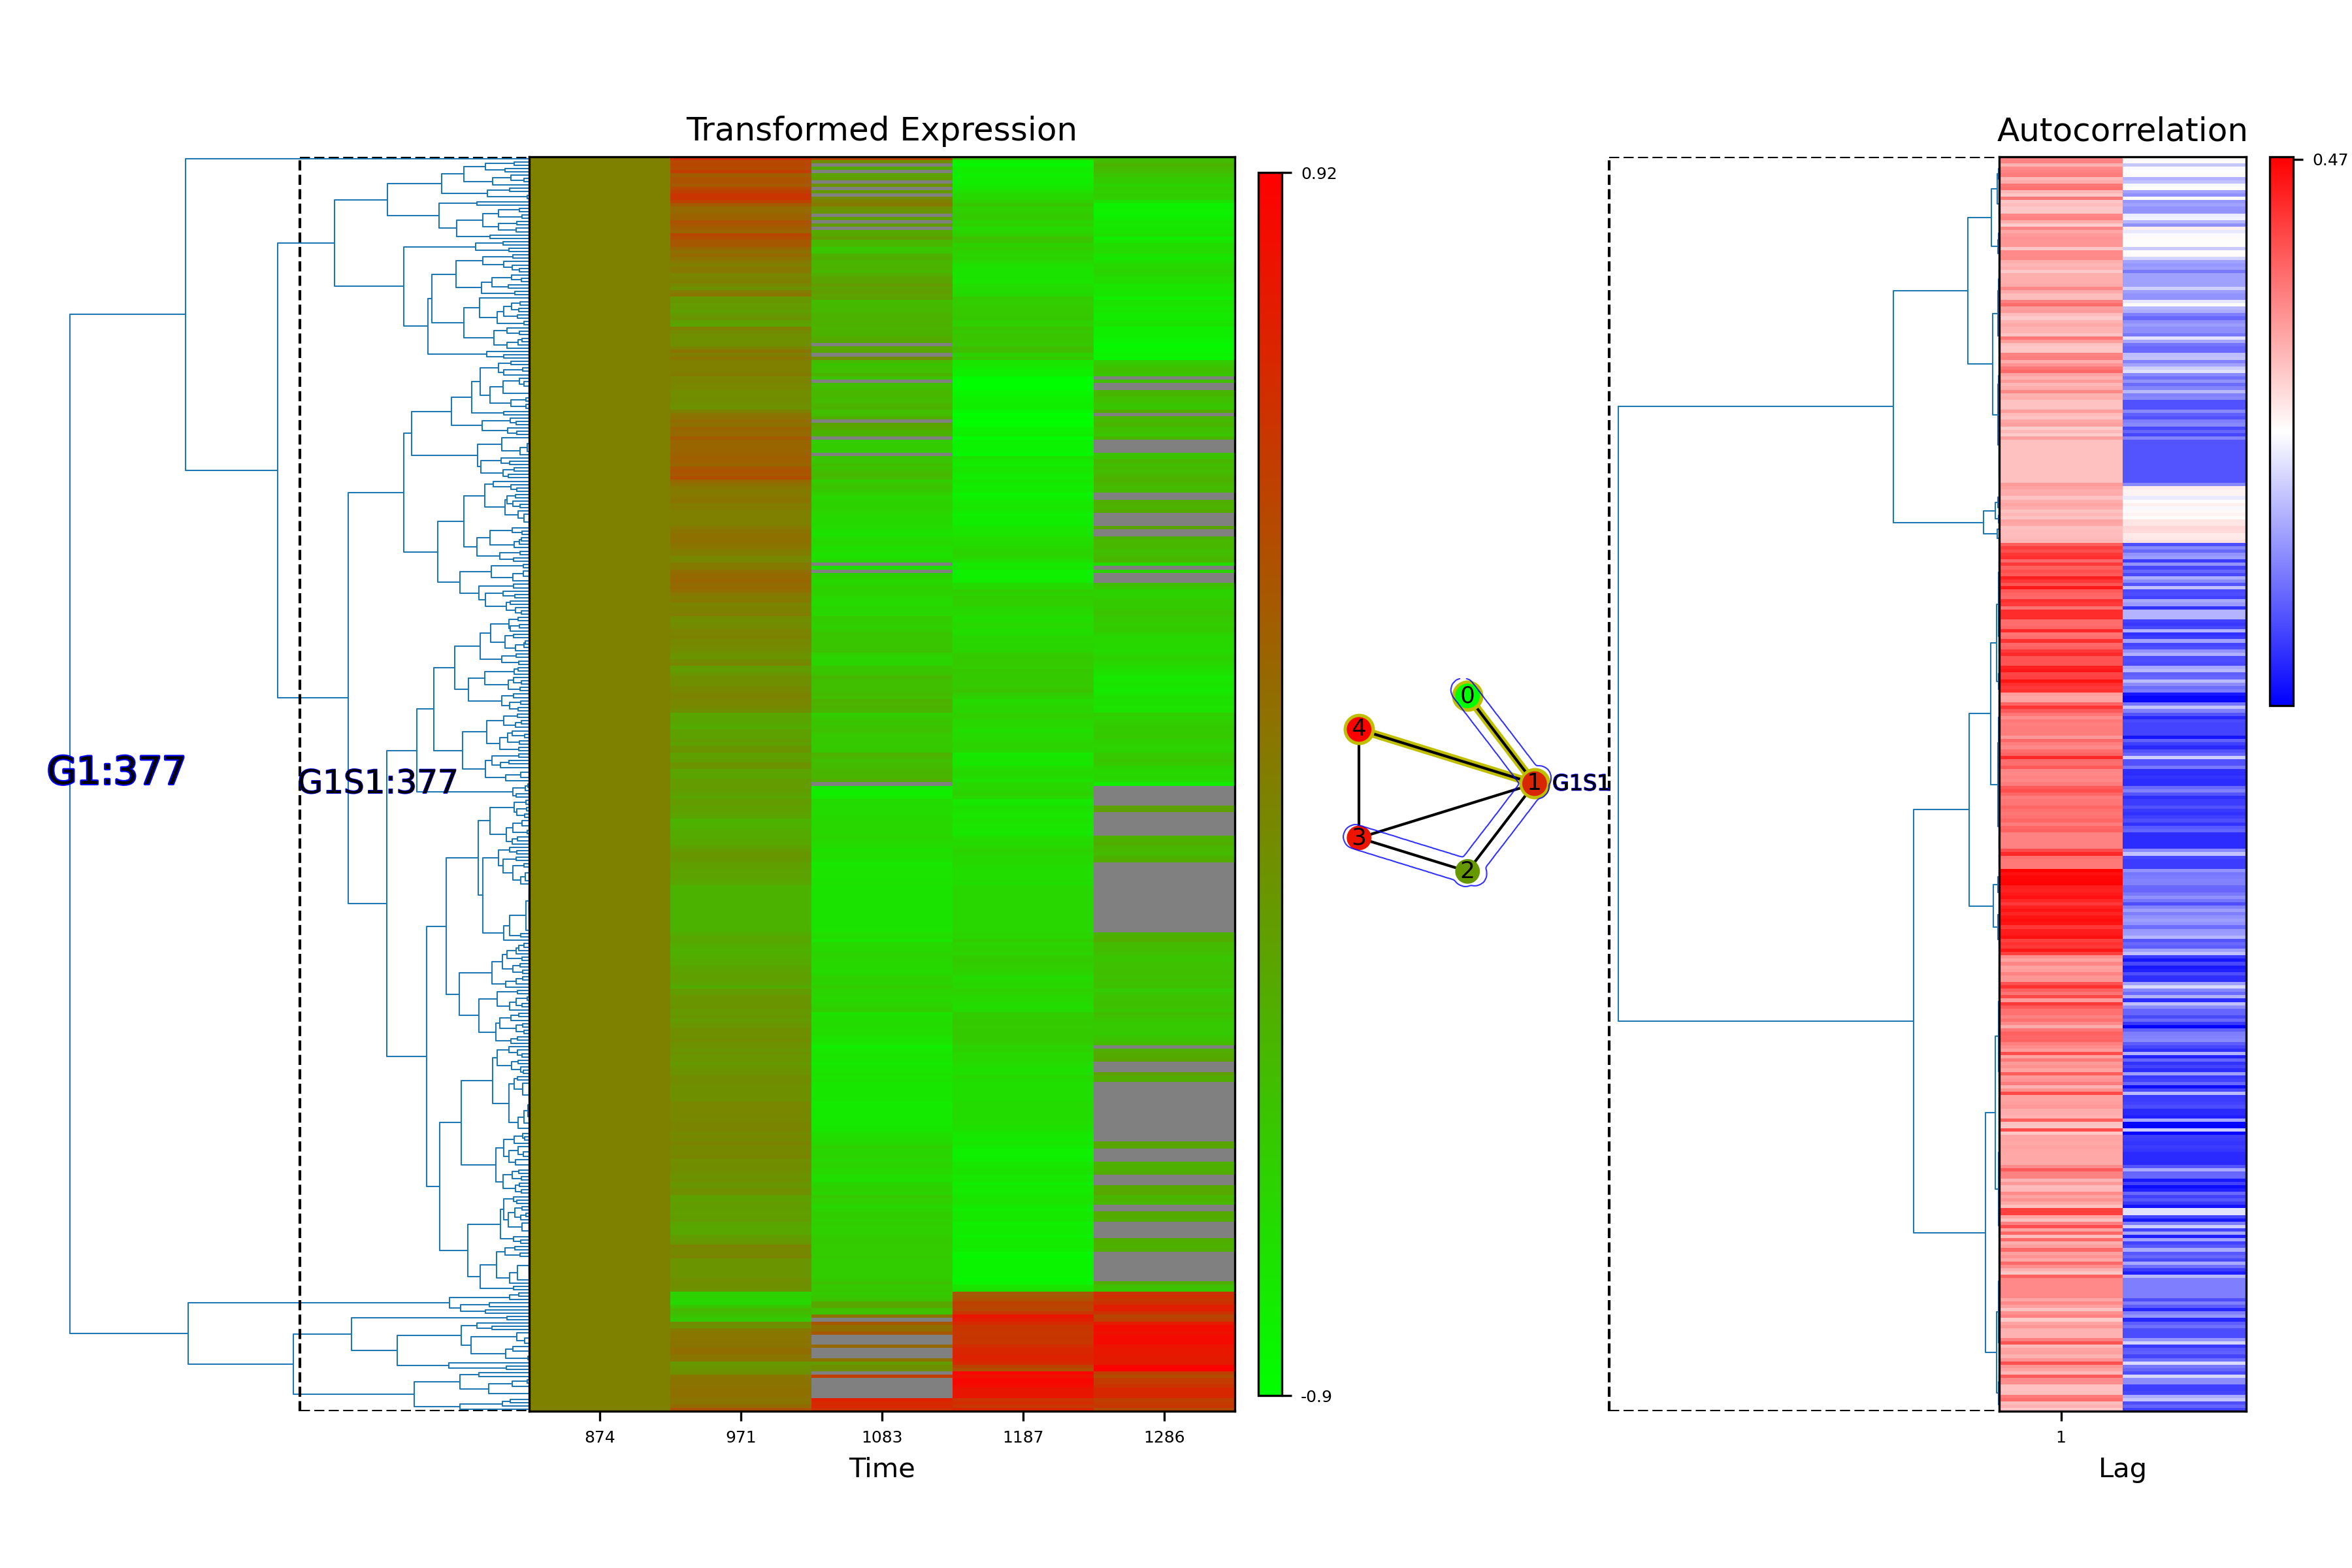 Transformed Expression
Autocorrelation
0.92
0.47
0
4
G1:377
G1S1:377
1
G1S1
3
2
-0.9
874
971
1083
1187
1286
1
Time
Lag